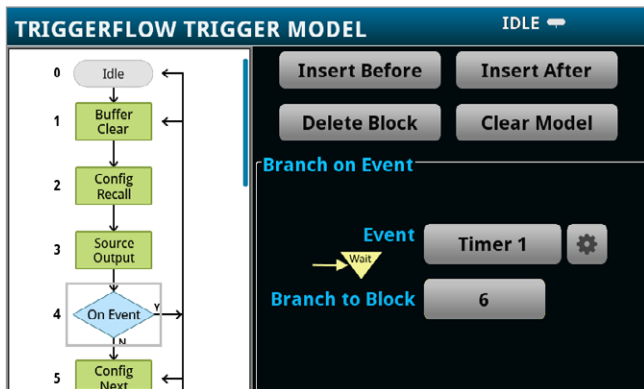 TRIGGERFLOW TRIGGER MODEL
IDLE
0
Idle
1
Buffer
Clear
2
Config
Recall
3
Source
Output
4
On Event
Y
N
5
Config
Next
Insert Before
Insert After
Delete Block
Clear Model
Branch on Event
Event
Timer 1
Wait
Branch to Block
6